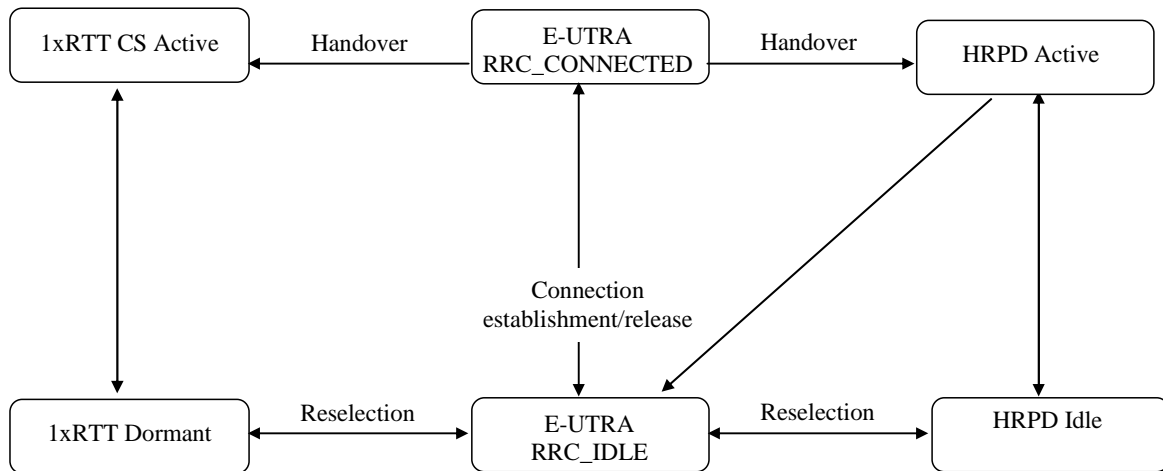 1xRTT CS Active
Handover
E-UTRA
RRC_CONNECTED
Handover
HRPD Active
Connection
establishment/release
1xRTT Dormant
Reselection
E-UTRA
RRC_IDLE
Reselection
HRPD Idle